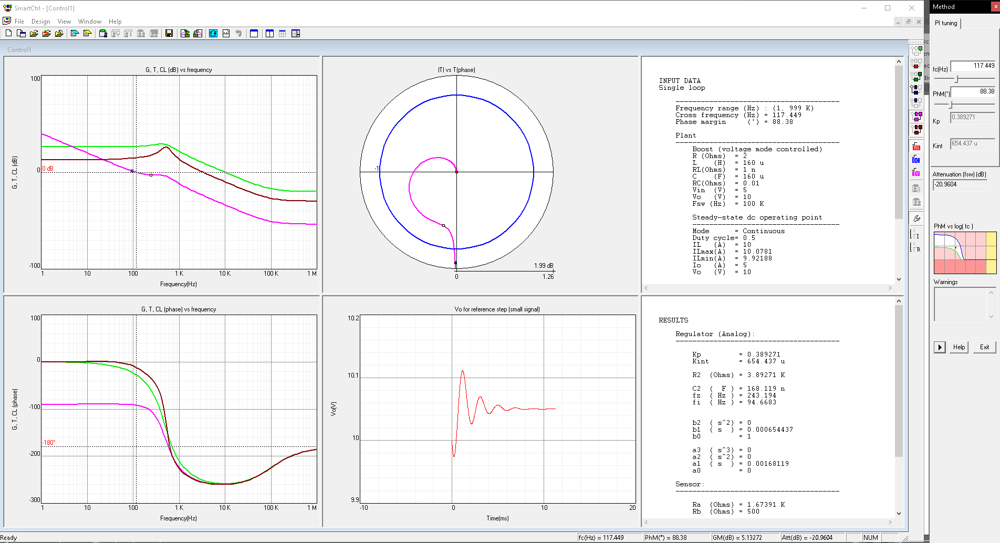 SmartCtrl - [Control1]
File Design View Window Help
Control1
G, T, CL (dB) vs frequency
100
0
-100
0 dB
G, T, CL (dB)
1 10 100 1 K 10 K 100 K 1 M
Frequency(Hz)
|T| vs T(phase)
-1
1.99 dB
0
1.26
INPUT DATA
Single loop
Frequency range (Hz) : (1, 999 K)
Cross frequency (Hz) = 117.449
Phase margin (°) = 88.38
Plant
Boost (voltage mode controlled)
R (Ohms) = 2
L (H) = 160 u
RL(Ohms) = 1 n
C (F) = 160 u
RC(Ohms) = 0.01
Vin (V) = 5
Vo (V) = 10
Fsw (Hz) = 100 K
Steady-state dc operating point
Mode = Continuous
Duty cycle= 0.5
IL (A) = 10
ILmax(A) = 10.0781
ILmin(A) = 9.92188
Io (A) = 5
Vo (V) = 10
G, T, CL (phase) vs frequency
100
0
-100
-180°
-200
-300
G, T, CL (phase)
1 10 100 1 K 10 K 100 K 1 M
Frequency(Hz)
Vo for reference step (small signal)
10.2
10.1
10
9.9
Vo(V)
-10 0 10 20
Time(ms)
RESULTS
Regulator (Analog):
Kp = 0.389271
Kint = 654.437 u
R2 (Ohms) = 3.89271 K
C2 ( F ) = 168.119 n
fz ( Hz ) = 243.194
fi ( Hz ) = 94.6683
b2 ( s^2) = 0
b1 ( s ) = 0.000654437
b0 = 1
a3 ( s^3) = 0
a2 ( s^2) = 0
a1 ( s ) = 0.00168119
a0 = 0
Sensor:
Ra (Ohms) = 1.67391 K
Rb (Ohms) = 500
Method
PI tuning
fc(Hz) 117.449
PhM(°) 88.38
Kp 0.389271
Kint 654.437 u
Attenuation (fsw) (dB)
-20.9604
PhM vs log( fc )
Warnings
Help Exit
Ready
fc(Hz) = 117.449 PhM(°) = 88.38 GM(dB) = 5.13272 Att(dB) = -20.9604 NUM